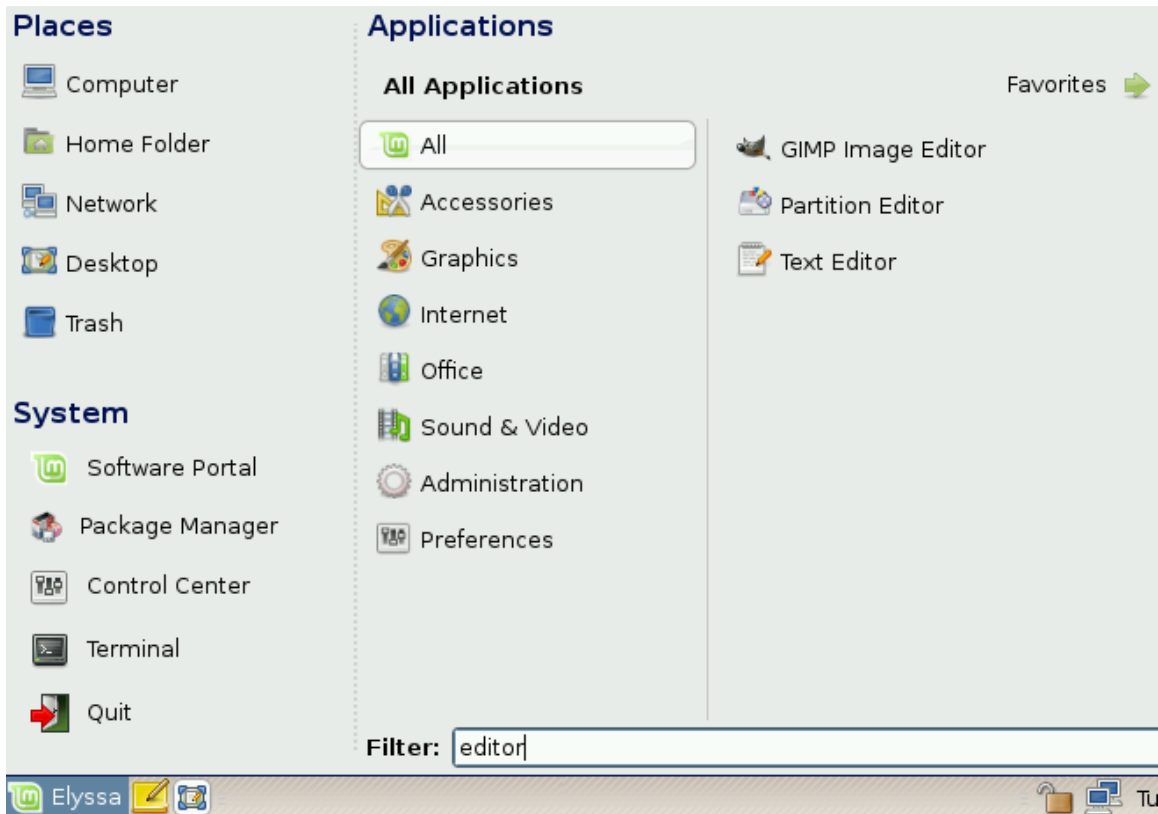 Places
Computer
Home Folder
Network
Desktop
Trash
System
Software Portal
Package Manager
Control Center
Terminal
Quit
Applications
All Applications
Favorites
All
Accessories
Graphics
Internet
Office
Sound & Video
Administration
Preferences
GIMP Image Editor
Partition Editor
Text Editor
Filter: editor
Elyssa
Tu